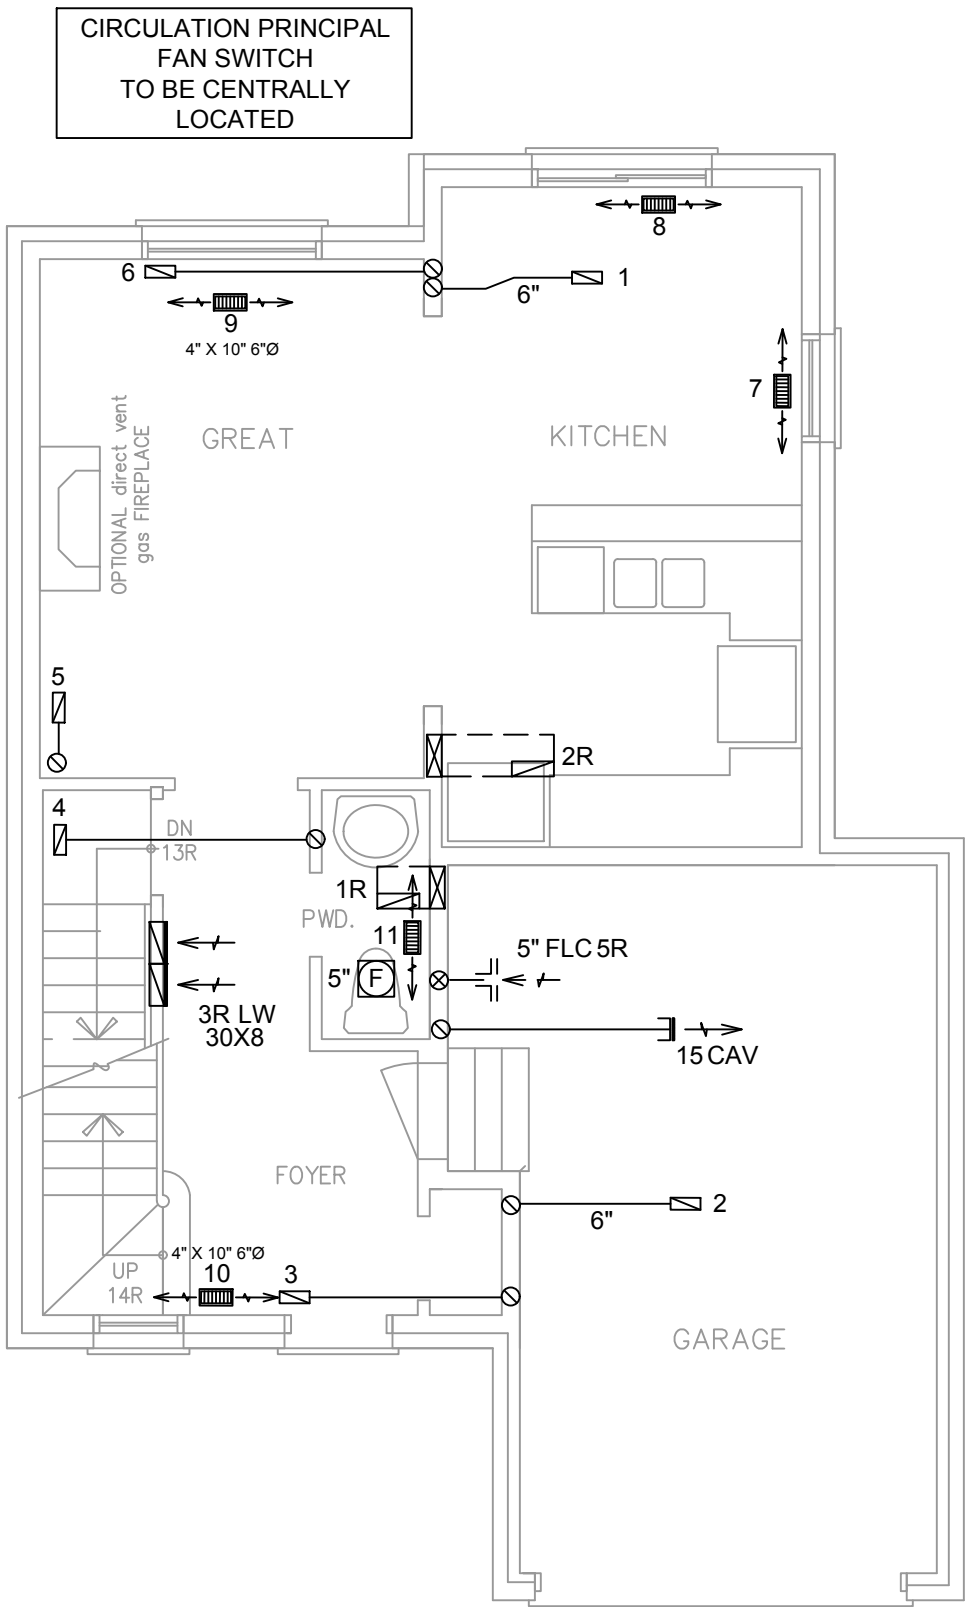 CIRCULATION PRINCIPAL
FAN SWITCH
TO BE CENTRALLY
LOCATED
8
6
1
6"
9
4" X 10" 6"Ø
7
GREAT
KITCHEN
OPTIONAL direct vent
gas FIREPLACE
5
2R
4
DN
13R
1R
PWD.
11
5" FLC 5R
5"
F
3R LW
30X8
15 CAV
FOYER
2
6"
4" X 10" 6"Ø
UP
14R
10
3
GARAGE